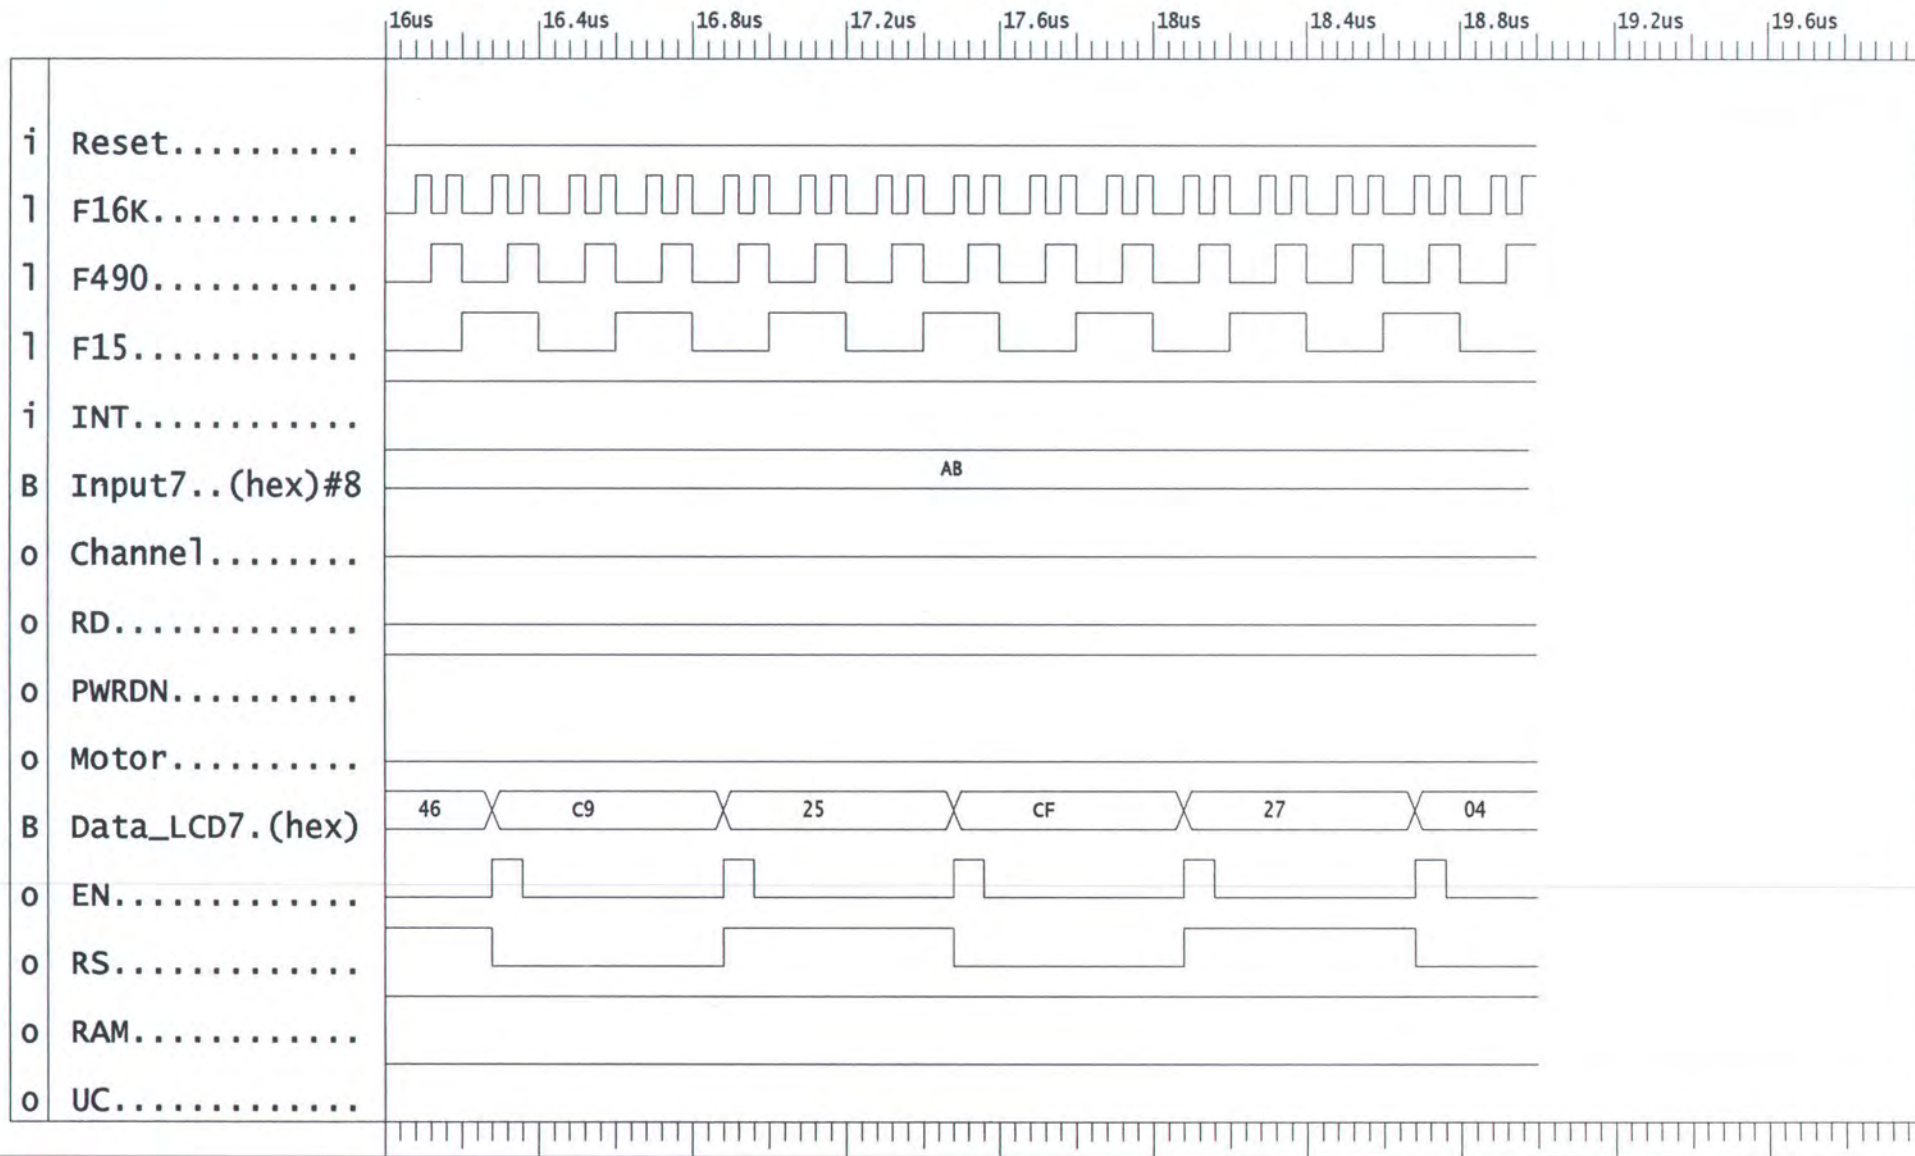 16us 16.4us 16.8us 17.2us 17.6us 18us 18.4us 18.8us 19.2us 19.6us
i Reset..........
l F16K...........
l F490...........
l F15............
i INT............
B Input7..(hex)#8 AB
o Channel........
o RD.............
o PWRDN..........
o Motor..........
B Data_LCD7.(hex) 46 C9 25 CF 27 04
o EN.............
o RS.............
o RAM............
o UC.............